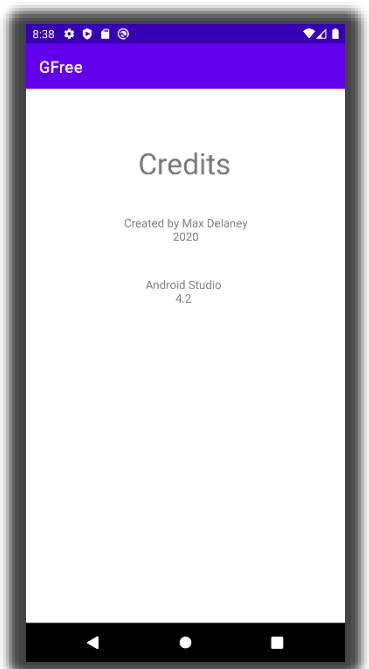 8:38
GFree
Credits
Created by Max Delaney
2020
Android Studio
4.2